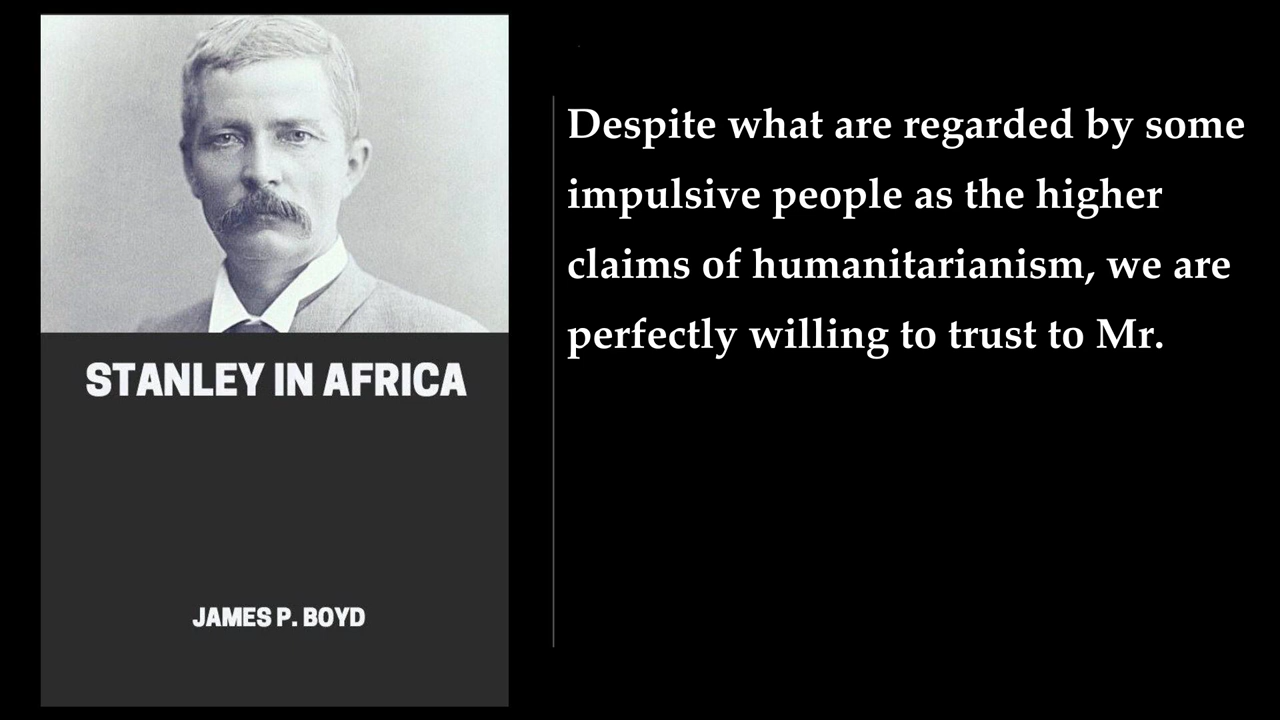 STANLEY IN AFRICA
JAMES P. BOYD
Despite what are regarded by some
impulsive people as the higher
claims of humanitarianism, we are
perfectly willing to trust to Mr.